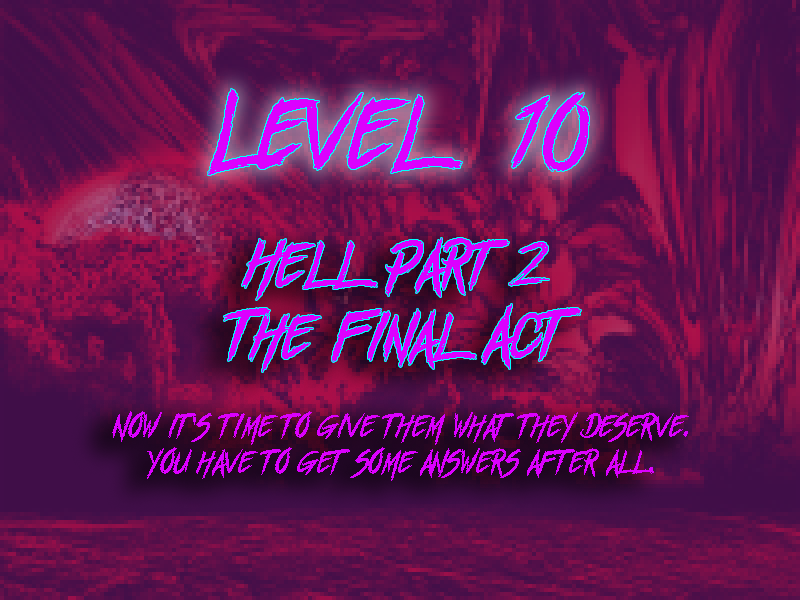 LEVEL 10
HELL PART 2
THE FINAL ACT
NOW IT'S TIME TO GIVE THEM WHAT THEY DESERVE.
YOU HAVE TO GET SOME ANSWERS AFTER ALL.